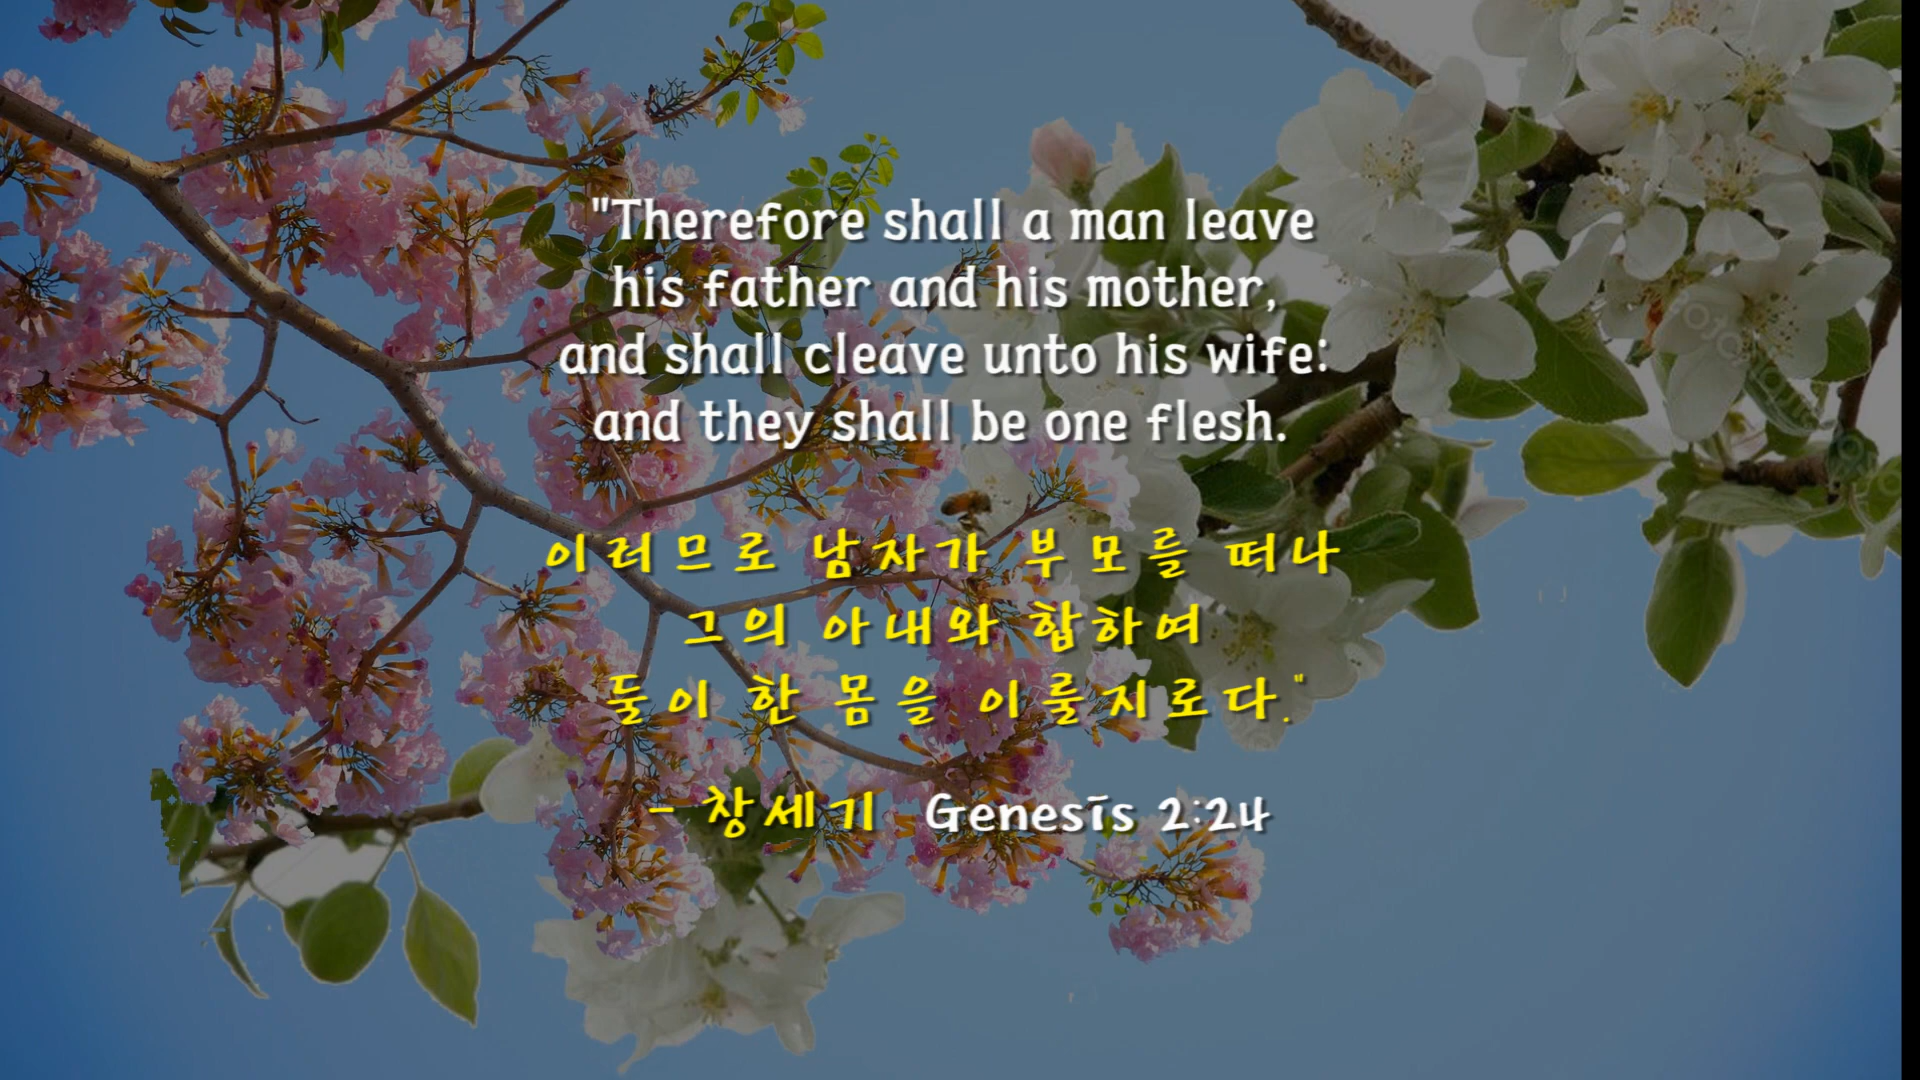 "Therefore shall a man leave
his father and his mother,
and shall cleave unto his wife:
and they shall be one flesh.
이러므로 남자가 부모를 떠나
그의 아내와 합하여
둘이 한 몸을 이룰지로다."
- 창세기 Genesis 2:24